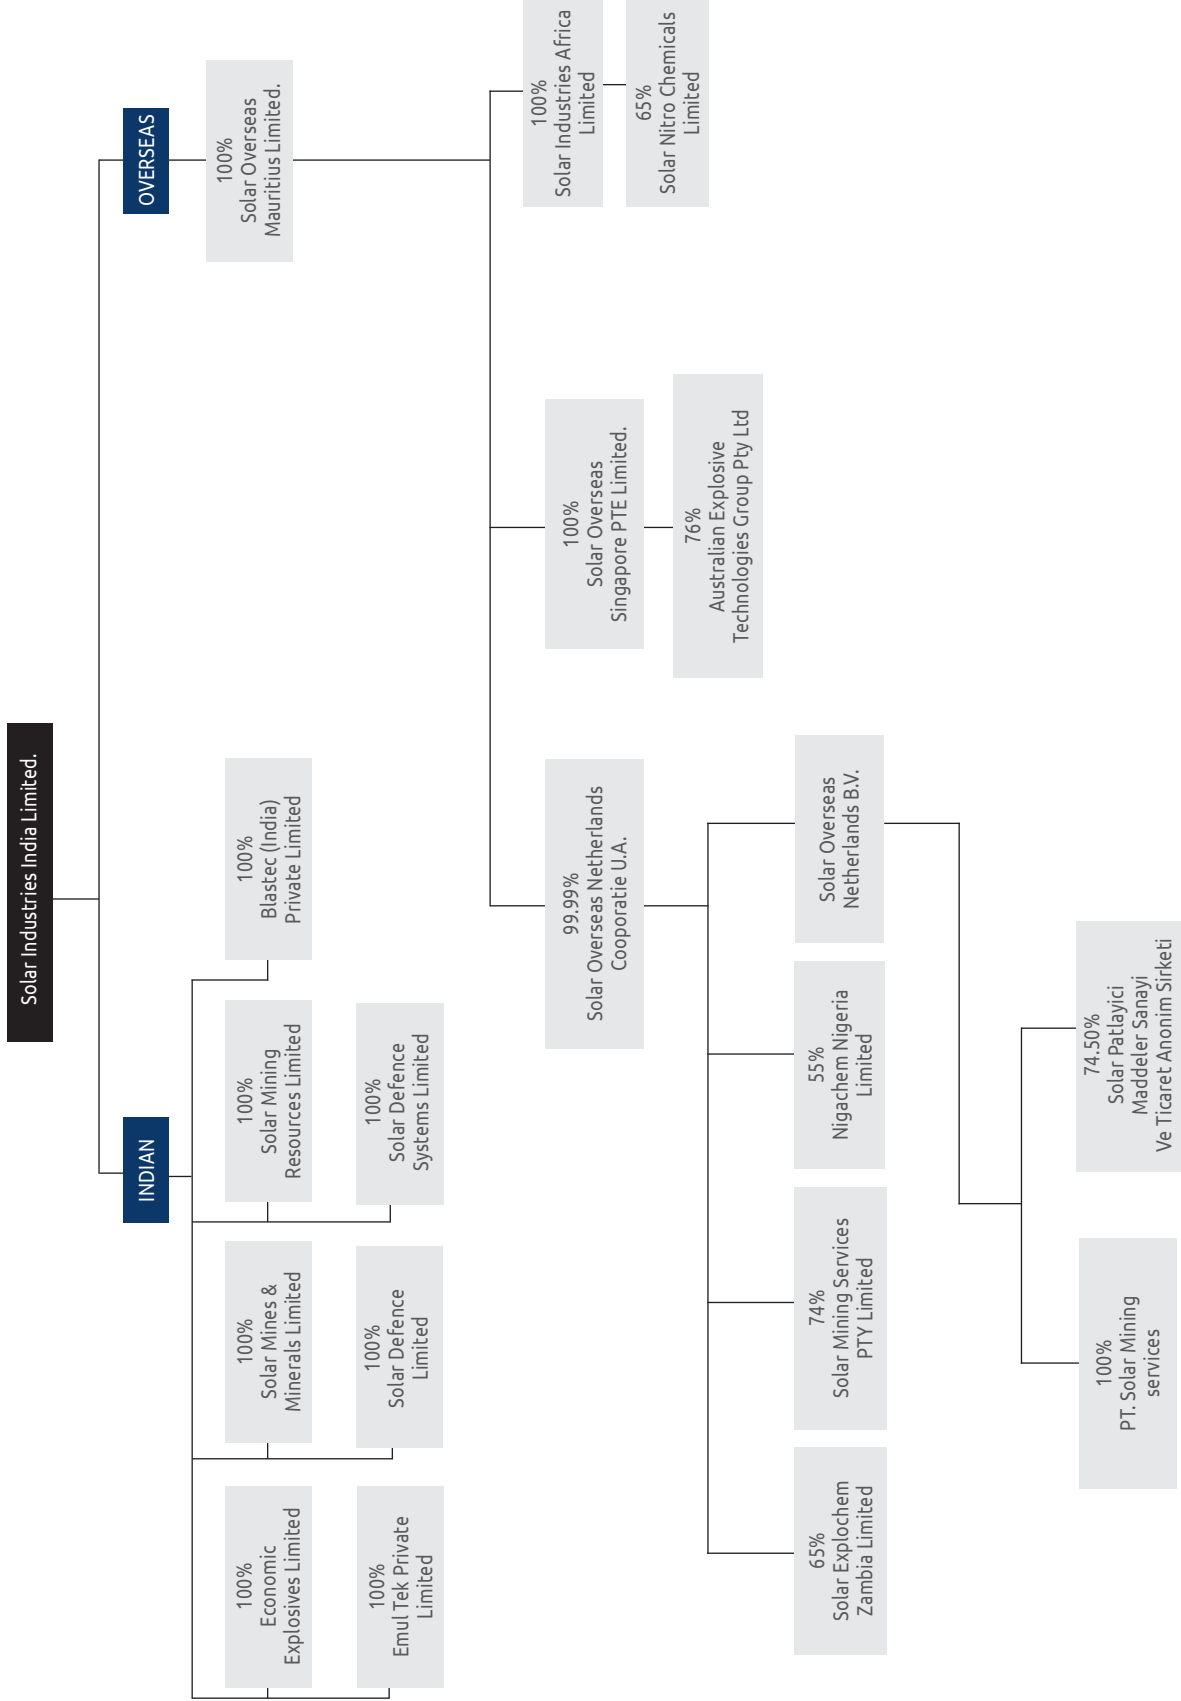 Solar Industries India Limited.
INDIAN
OVERSEAS
100%
Economic
Explosives Limited
100%
Solar Mines &
Minerals Limited
100%
Solar Mining
Resources Limited
100%
Blastec (India)
Private Limited
100%
Solar Overseas
Mauritius Limited.
100%
Emul Tek Private
Limited
100%
Solar Defence
Limited
100%
Solar Defence
Systems Limited
99.99%
Solar Overseas Netherlands
Cooporatie U.A.
100%
Solar Overseas
Singapore PTE Limited.
100%
Solar Industries Africa
Limited
76%
Australian Explosive
Technologies Group Pty Ltd
65%
Solar Nitro Chemicals
Limited
65%
Solar Explochem
Zambia Limited
74%
Solar Mining Services
PTY Limited
55%
Nigachem Nigeria
Limited
Solar Overseas
Netherlands B.V.
100%
PT. Solar Mining
services
74.50%
Solar Patlayici
Maddeler Sanayi
Ve Ticaret Anonim Sirketi